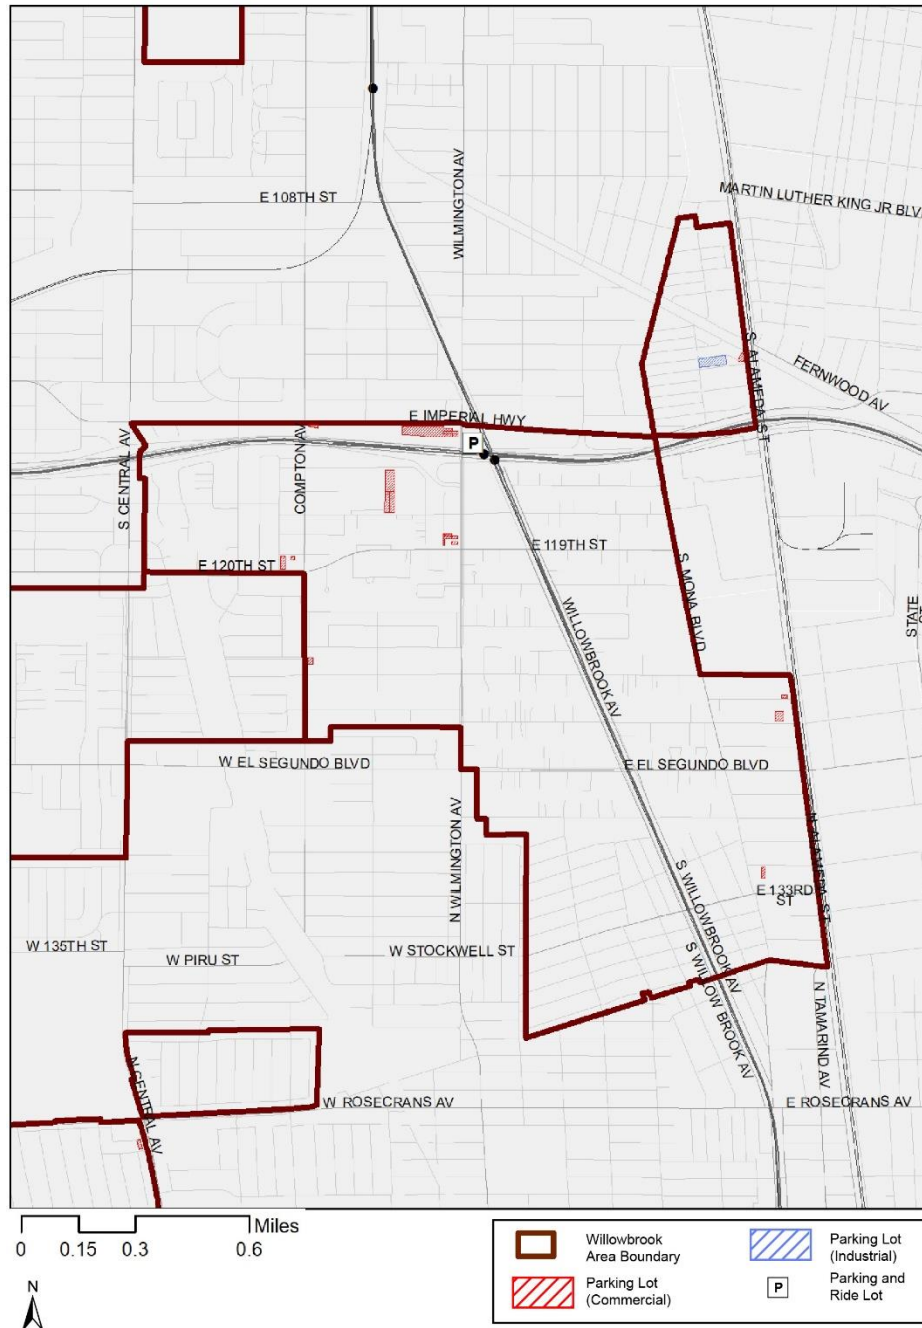 WILMINGTON AV
E 108TH ST
MARTIN LUTHER KING JR BLV
S ALAMEDA ST
FERNWOOD AV
E IMPERIAL HWY
S CENTRAL AV
COMPTON AV
P
E 119TH ST
E 120TH ST
S MONA BLVD
STATE
WILLOWBROOK AV
W EL SEGUNDO BLVD
E EL SEGUNDO BLVD
N WILMINGTON AV
N ALAMEDA ST
E 133RD
ST
S WILLOWBROOK AV
W 135TH ST
W PIRU ST
W STOCKWELL ST
S WILLOW BROOK AV
N TAMARIND AV
N CENTRAL AV
W ROSECRANS AV
E ROSECRANS AV
Miles
0 0.15 0.3 0.6
N
Willowbrook
Area Boundary
Parking Lot
(Commercial)
Parking Lot
(Industrial)
P
Parking and
Ride Lot